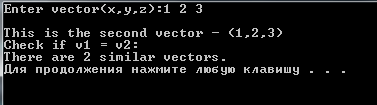 Enter vector(x,y,z):1 2 3
This is the second vector - (1,2,3)
Check if v1 = v2:
There are 2 similar vectors.
Для продолжения нажмите любую клавишу . . .